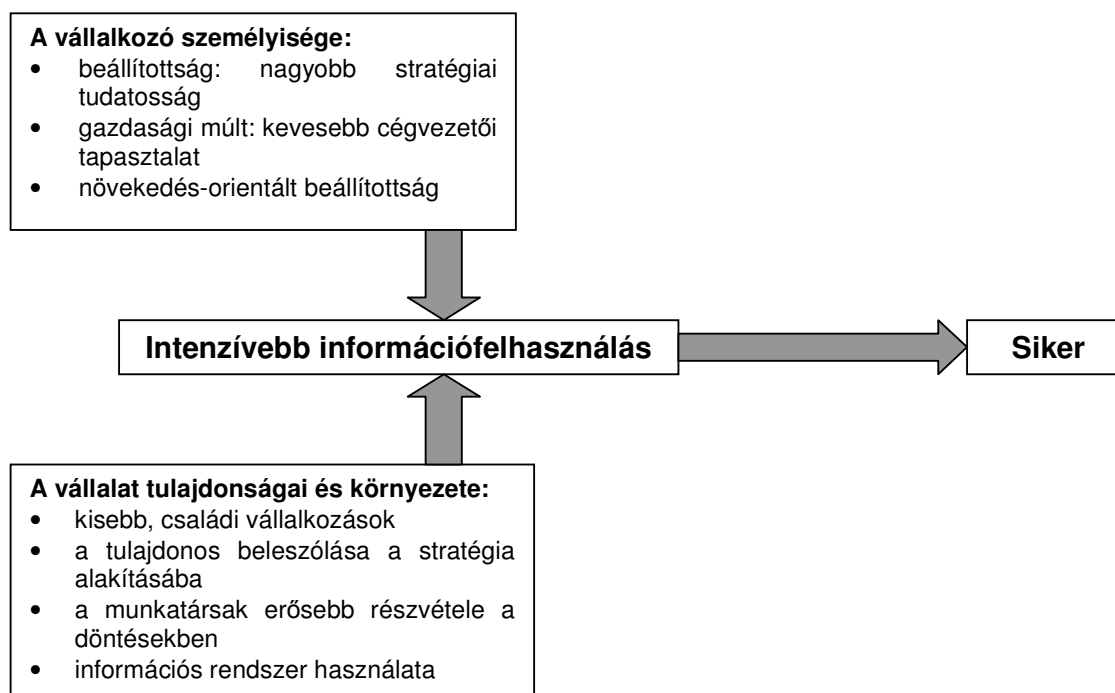 A vállalkozó személyisége:
• beállítottság: nagyobb stratégiai
tudatosság
• gazdasági múlt: kevesebb cégvezetői
tapasztalat
• növekedés-orientált beállítottság
Intenzívebb információfelhasználás
Siker
A vállalat tulajdonságai és környezete:
• kisebb, családi vállalkozások
• a tulajdonos beleszólása a stratégia
alakításába
• a munkatársak erősebb részvétele a
döntésekben
• információs rendszer használata